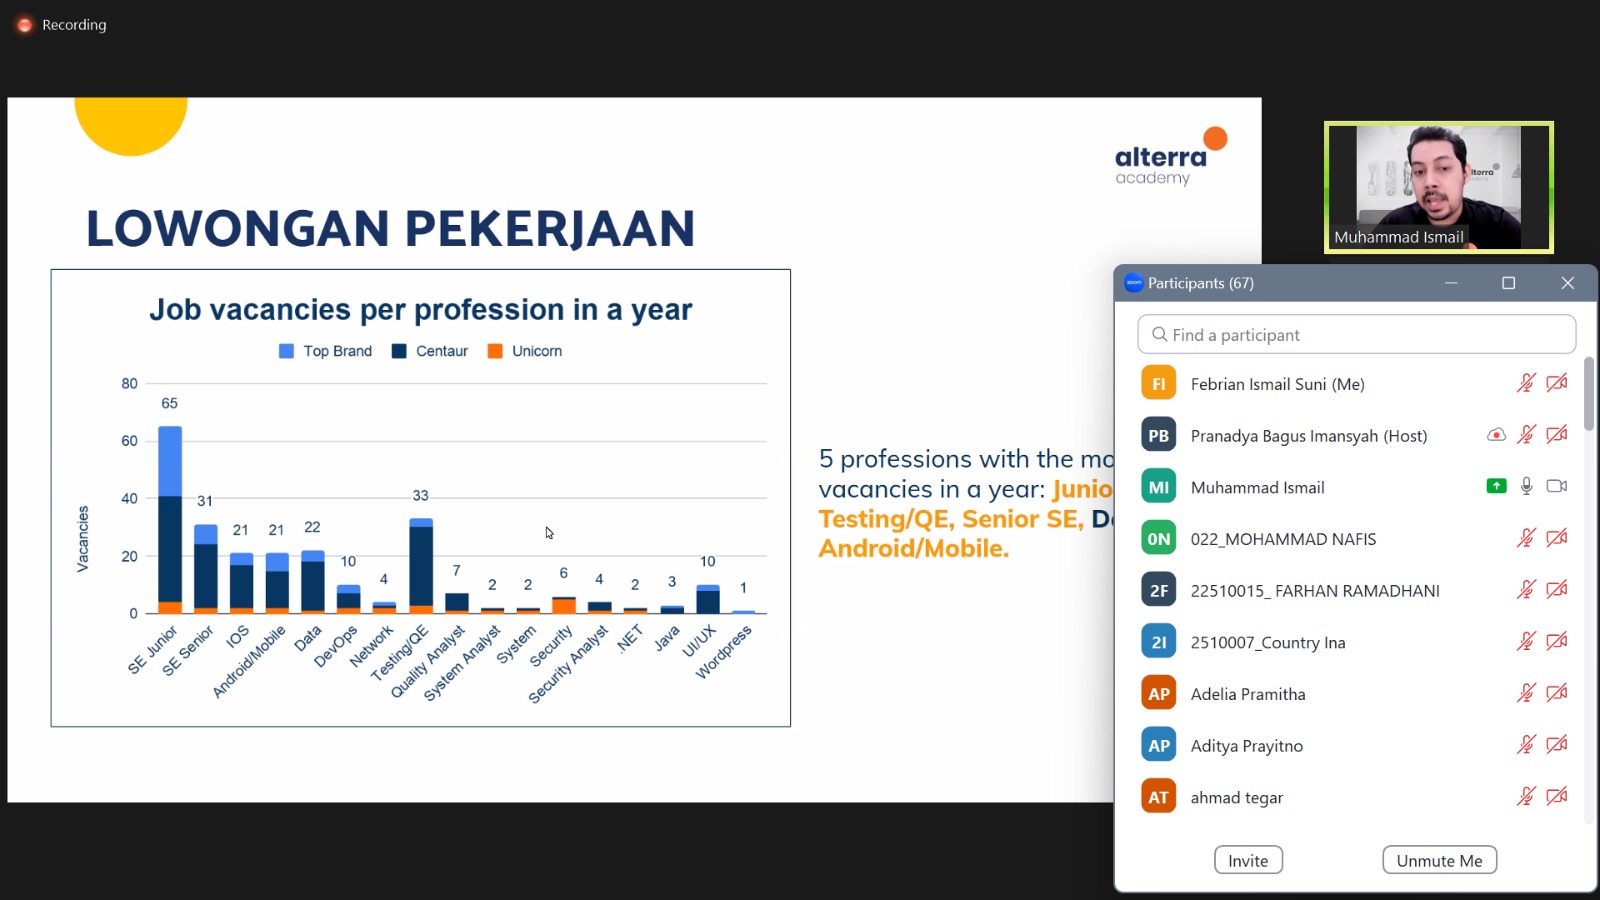 Recording
alterra
academy
LOWONGAN PEKERJAAN
Job vacancies per profession in a year
Top Brand Centaur Unicorn
Vacancies
80
60
40
20
0
65
31
21
21
22
10
4
33
7
2
2
6
4
2
3
10
1
SE Junior
SE Senior
IOS
Android/Mobile
Data
DevOps
Network
Testing/QE
Quality Analyst
System Analyst
System
Security
Security Analyst
.NET
Java
UI/UX
Wordpress
5 professions with the
vacancies in a year:
Testing/QE, Senior SE,
Android/Mobile.
Muhammad Ismail
zoom Participants (67)
Find a participant
FI Febrian Ismail Suni (Me)
PB Pranadya Bagus Imansyah (Host)
MI Muhammad Ismail
0N 022_MOHAMMAD NAFIS
2F 22510015_ FARHAN RAMADHANI
2I 2510007_Country Ina
AP Adelia Pramitha
AP Aditya Prayitno
AT ahmad tegar
Invite Unmute Me